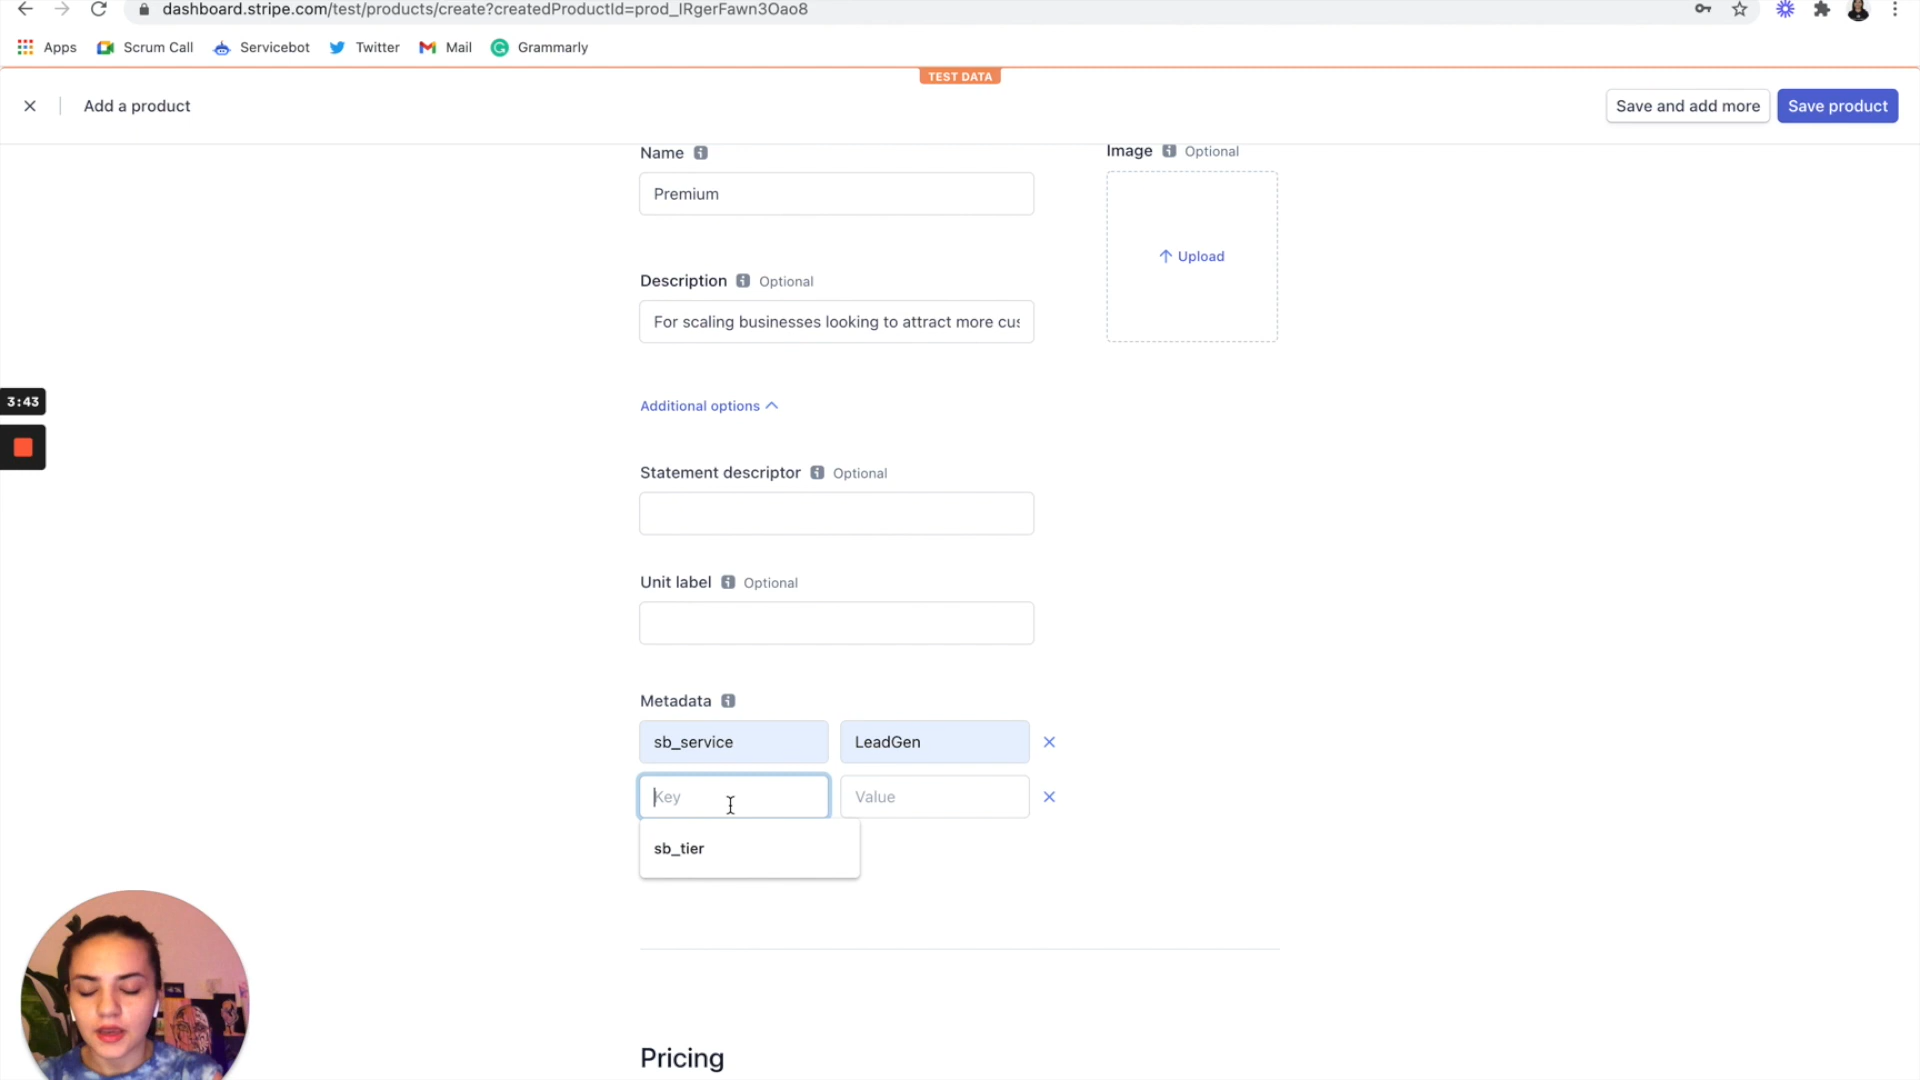 dashboard.stripe.com/test/products/create?createdProductId=prod_IRgerFawn3Oao8
Apps Scrum Call Servicebot Twitter Mail Grammarly
TEST DATA
Add a product Save and add more Save product
Name
Image Optional
Premium
Upload
Description Optional
For scaling businesses looking to attract more cus
3:43
Additional options
Statement descriptor Optional
Unit label Optional
Metadata
sb_service LeadGen
Key Value
sb_tier
Pricing